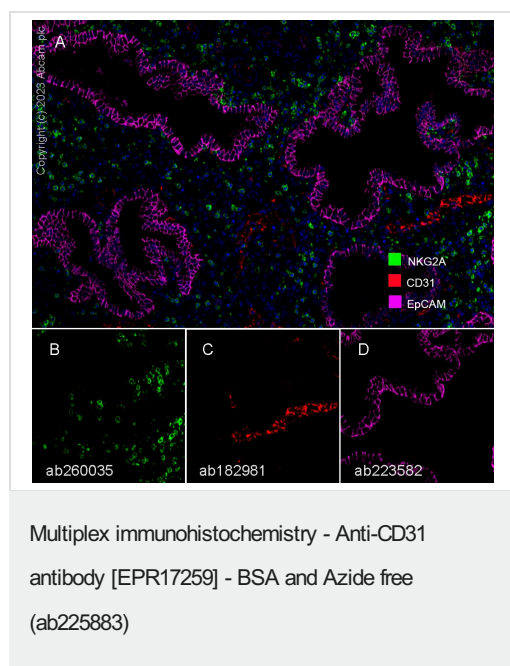 A
Copyright (c) 2023 Abcam plc
NKG2A
CD31
EpCAM
B
C
D
ab260035
ab182981
ab223582
Multiplex immunohistochemistry - Anti-CD31
antibody [EPR17259] - BSA and Azide free
(ab225883)